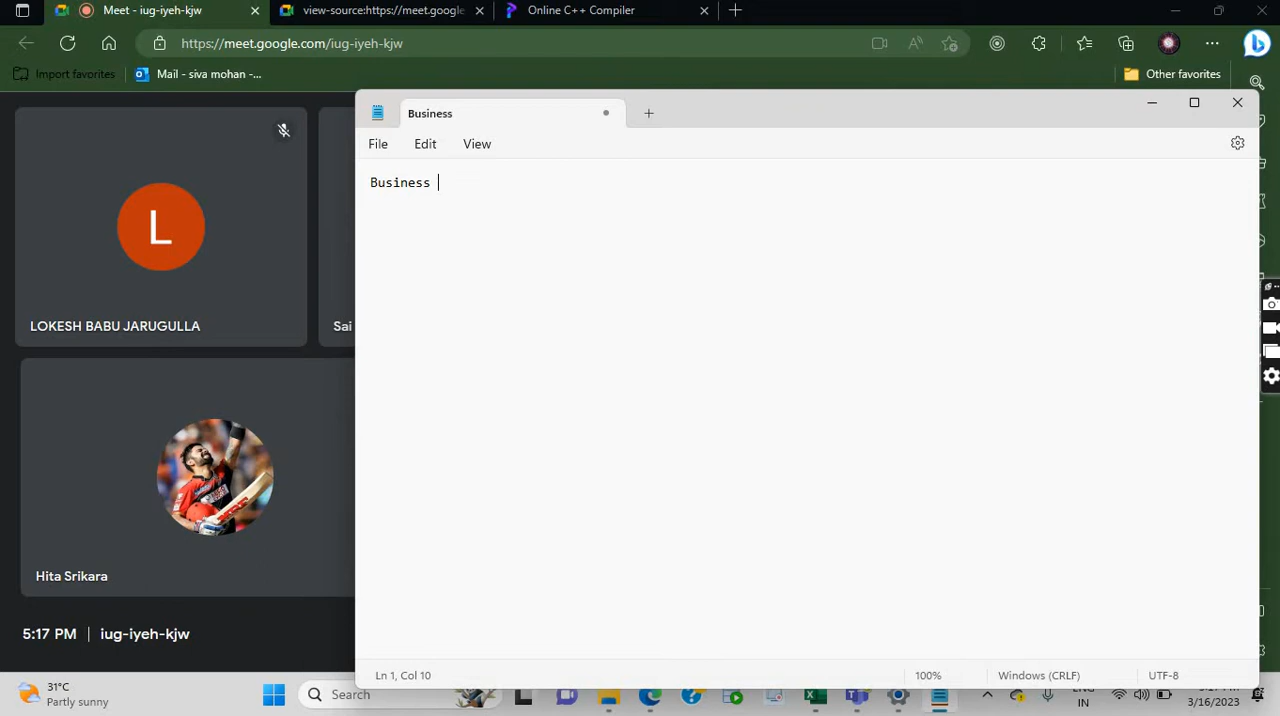 Meet - iug-iyeh-kjw
view-source:https://meet.google
Online C++ Compiler
https://meet.google.com/iug-iyeh-kjw
Import favorites
Mail - siva mohan -...
Other favorites
Business
File Edit View
Business
L
LOKESH BABU JARUGULLA
Sai
Hita Srikara
5:17 PM | iug-iyeh-kjw
Ln 1, Col 10
100%
Windows (CRLF)
UTF-8
31°C
Partly sunny
Search
IN
3/16/2023